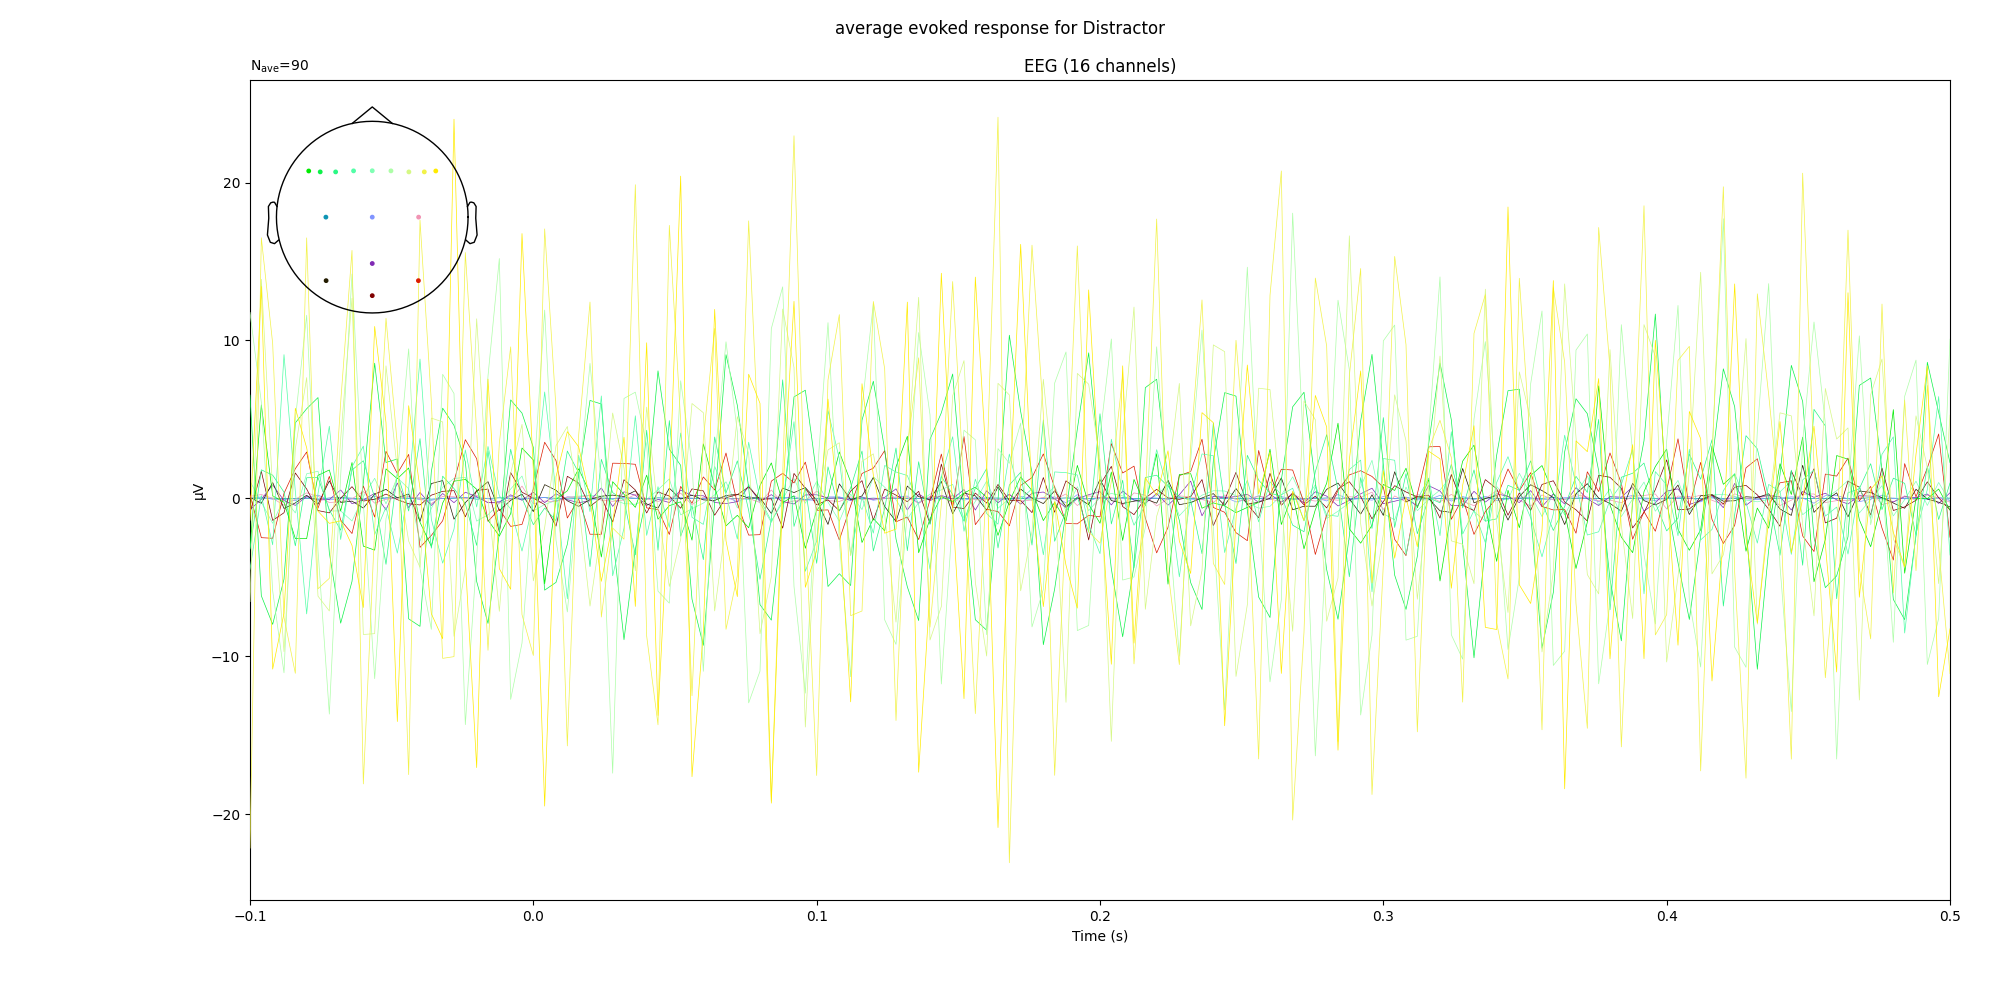 average evoked response for Distractor
Nave=90
EEG (16 channels)
20
10
0
−10
−20
µV
−0.1
0.0
0.1
0.2
0.3
0.4
0.5
Time (s)